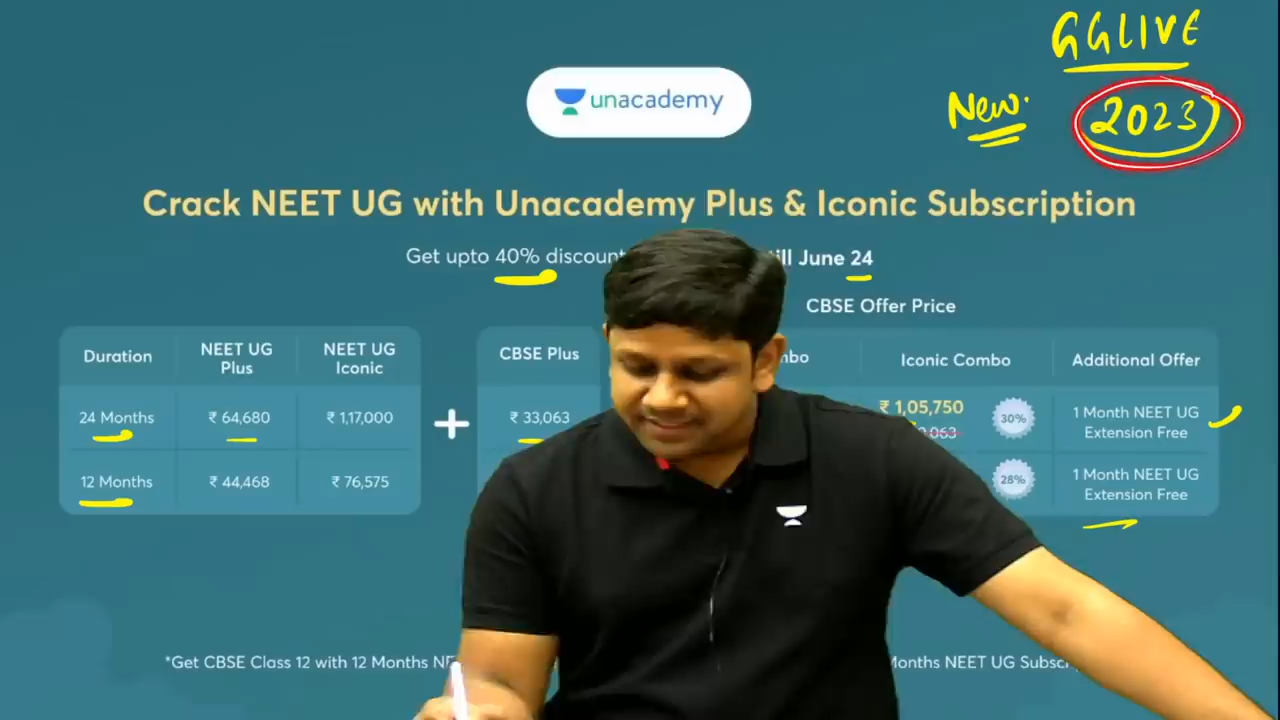 GGLIVE
New.
2023
unacademy
Crack NEET UG with Unacademy Plus & Iconic Subscription
Get upto 40% discount
ill June 24
CBSE Offer Price
Duration
NEET UG Plus
NEET UG Iconic
CBSE Plus
Iconic Combo
Additional Offer
24 Months
₹ 64,680
₹ 1,17,000
+
₹ 33,063
₹ 1,05,750
30%
1 Month NEET UG
Extension Free
12 Months
₹ 44,468
₹ 76,575
28%
1 Month NEET UG
Extension Free
*Get CBSE Class 12 with 12 Months
Months NEET UG